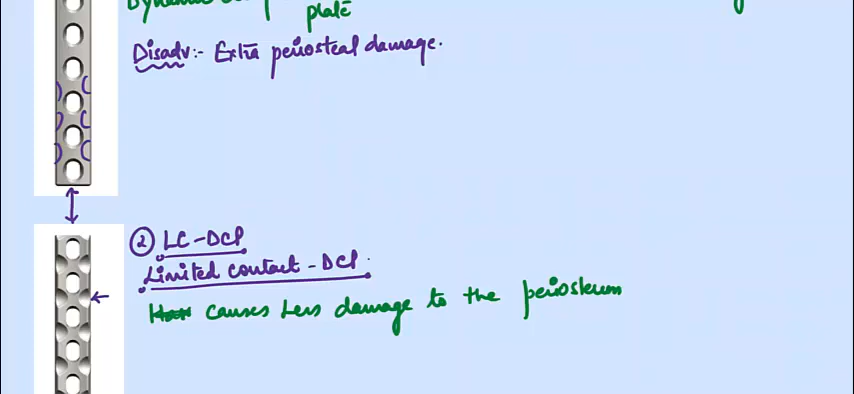 plate
Disadv:- Extra periosteal damage.
② LC-DCP
Limited contact-DCP.
causes Less damage to the periosteum